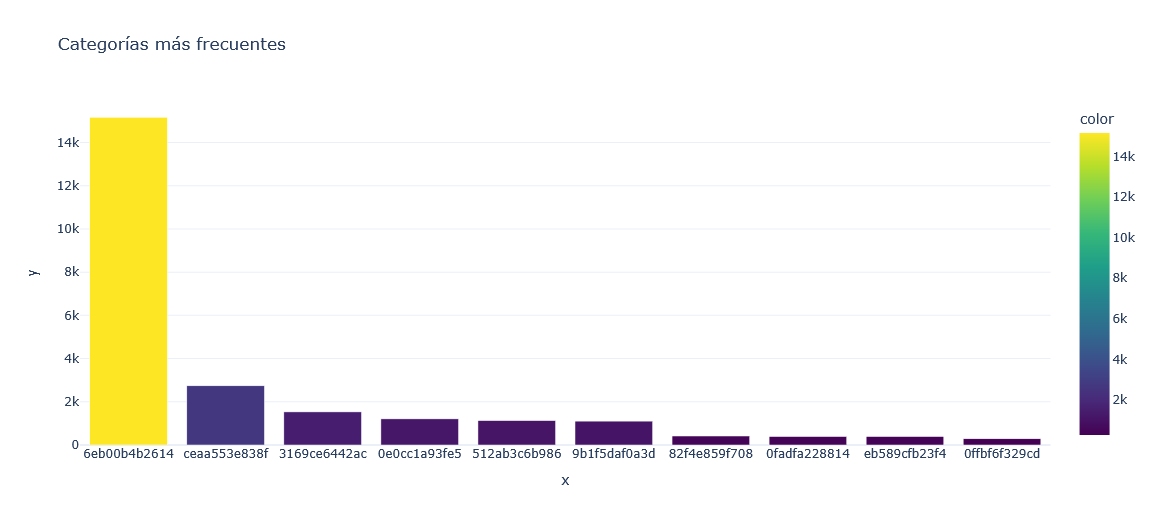 Categorías más frecuentes
color
14k
12k
10k
8k
6k
4k
2k
0
y
6eb00b4b2614
ceaa553e838f
3169ce6442ac
0e0cc1a93fe5
512ab3c6b986
9b1f5daf0a3d
82f4e859f708
0fadfa228814
eb589cfb23f4
0ffbf6f329cd
x
14k
12k
10k
8k
6k
4k
2k